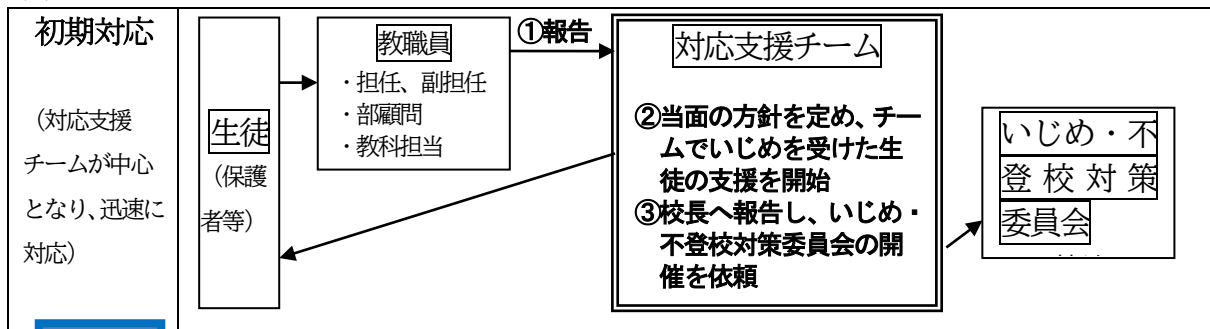 初期対応
（対応支援
チームが中心
となり、迅速に
対応）
生徒
（保護
者等）
教職員
・担任、副担任
・部顧問
・教科担当
①報告
対応支援チーム
②当面の方針を定め、チー
ムでいじめを受けた生
徒の支援を開始
③校長へ報告し、いじめ・
不登校対策委員会の開
催を依頼
いじめ・不
登校対策
委員会